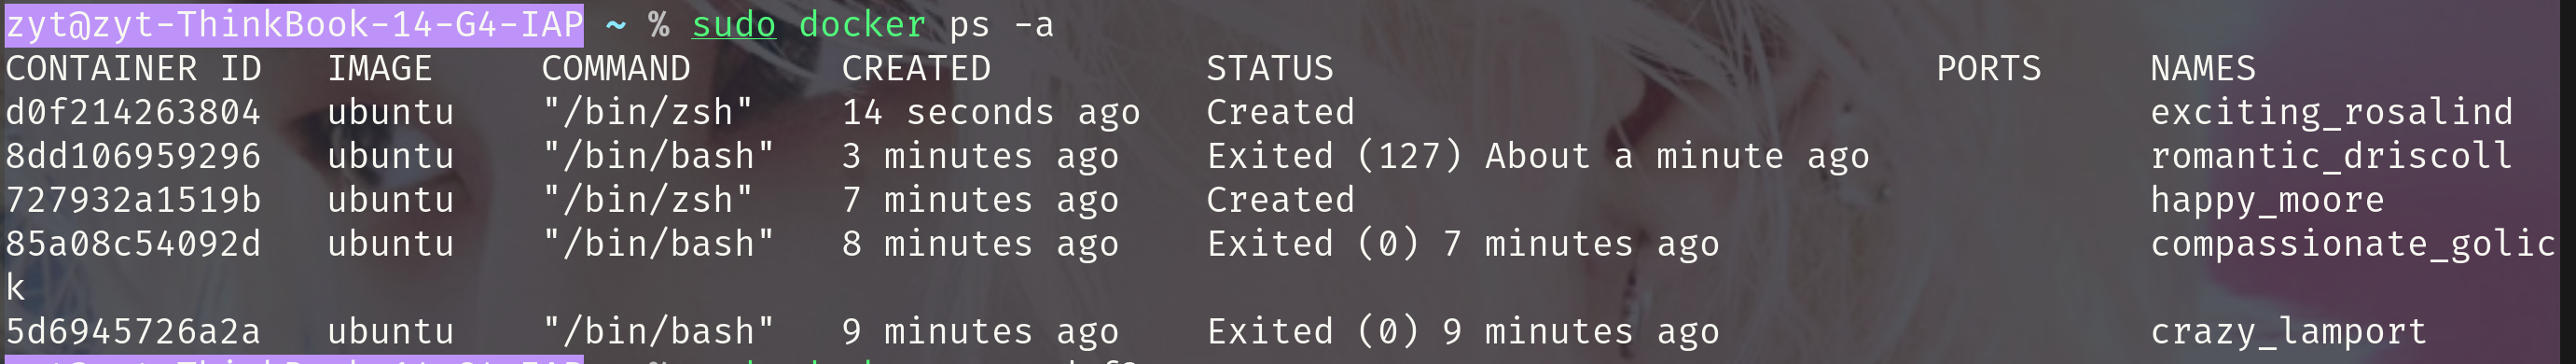 zyt@zyt-ThinkBook-14-G4-IAP ~ % sudo docker ps -a
CONTAINER ID   IMAGE     COMMAND       CREATED          STATUS                            PORTS     NAMES
d0f214263804   ubuntu    "/bin/zsh"    14 seconds ago   Created                                     exciting_rosalind
8dd106959296   ubuntu    "/bin/bash"   3 minutes ago    Exited (127) About a minute ago             romantic_driscoll
727932a1519b   ubuntu    "/bin/zsh"    7 minutes ago    Created                                     happy_moore
85a08c54092d   ubuntu    "/bin/bash"   8 minutes ago    Exited (0) 7 minutes ago                    compassionate_golic
k
5d6945726a2a   ubuntu    "/bin/bash"   9 minutes ago    Exited (0) 9 minutes ago                    crazy_lamport